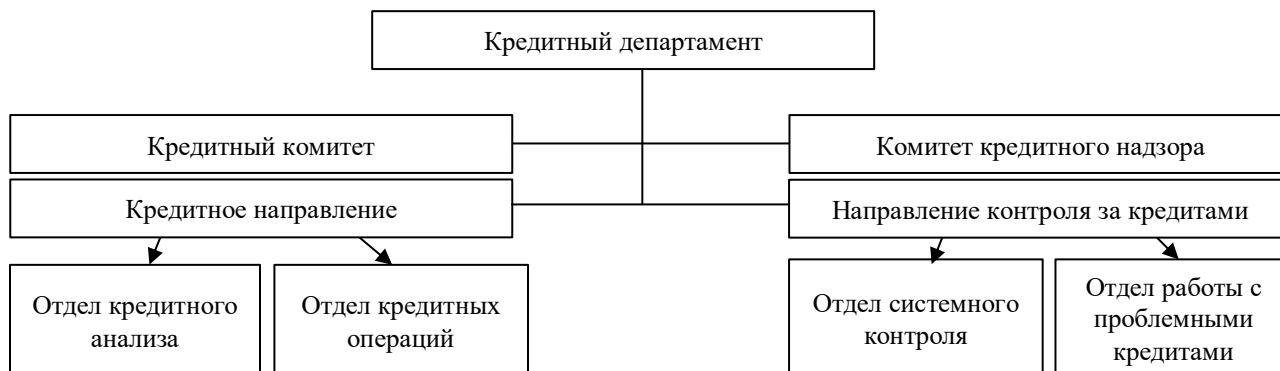 Кредитный департамент
Кредитный комитет
Комитет кредитного надзора
Кредитное направление
Направление контроля за кредитами
Отдел кредитного
анализа
Отдел кредитных
операций
Отдел системного
контроля
Отдел работы с
проблемными
кредитами